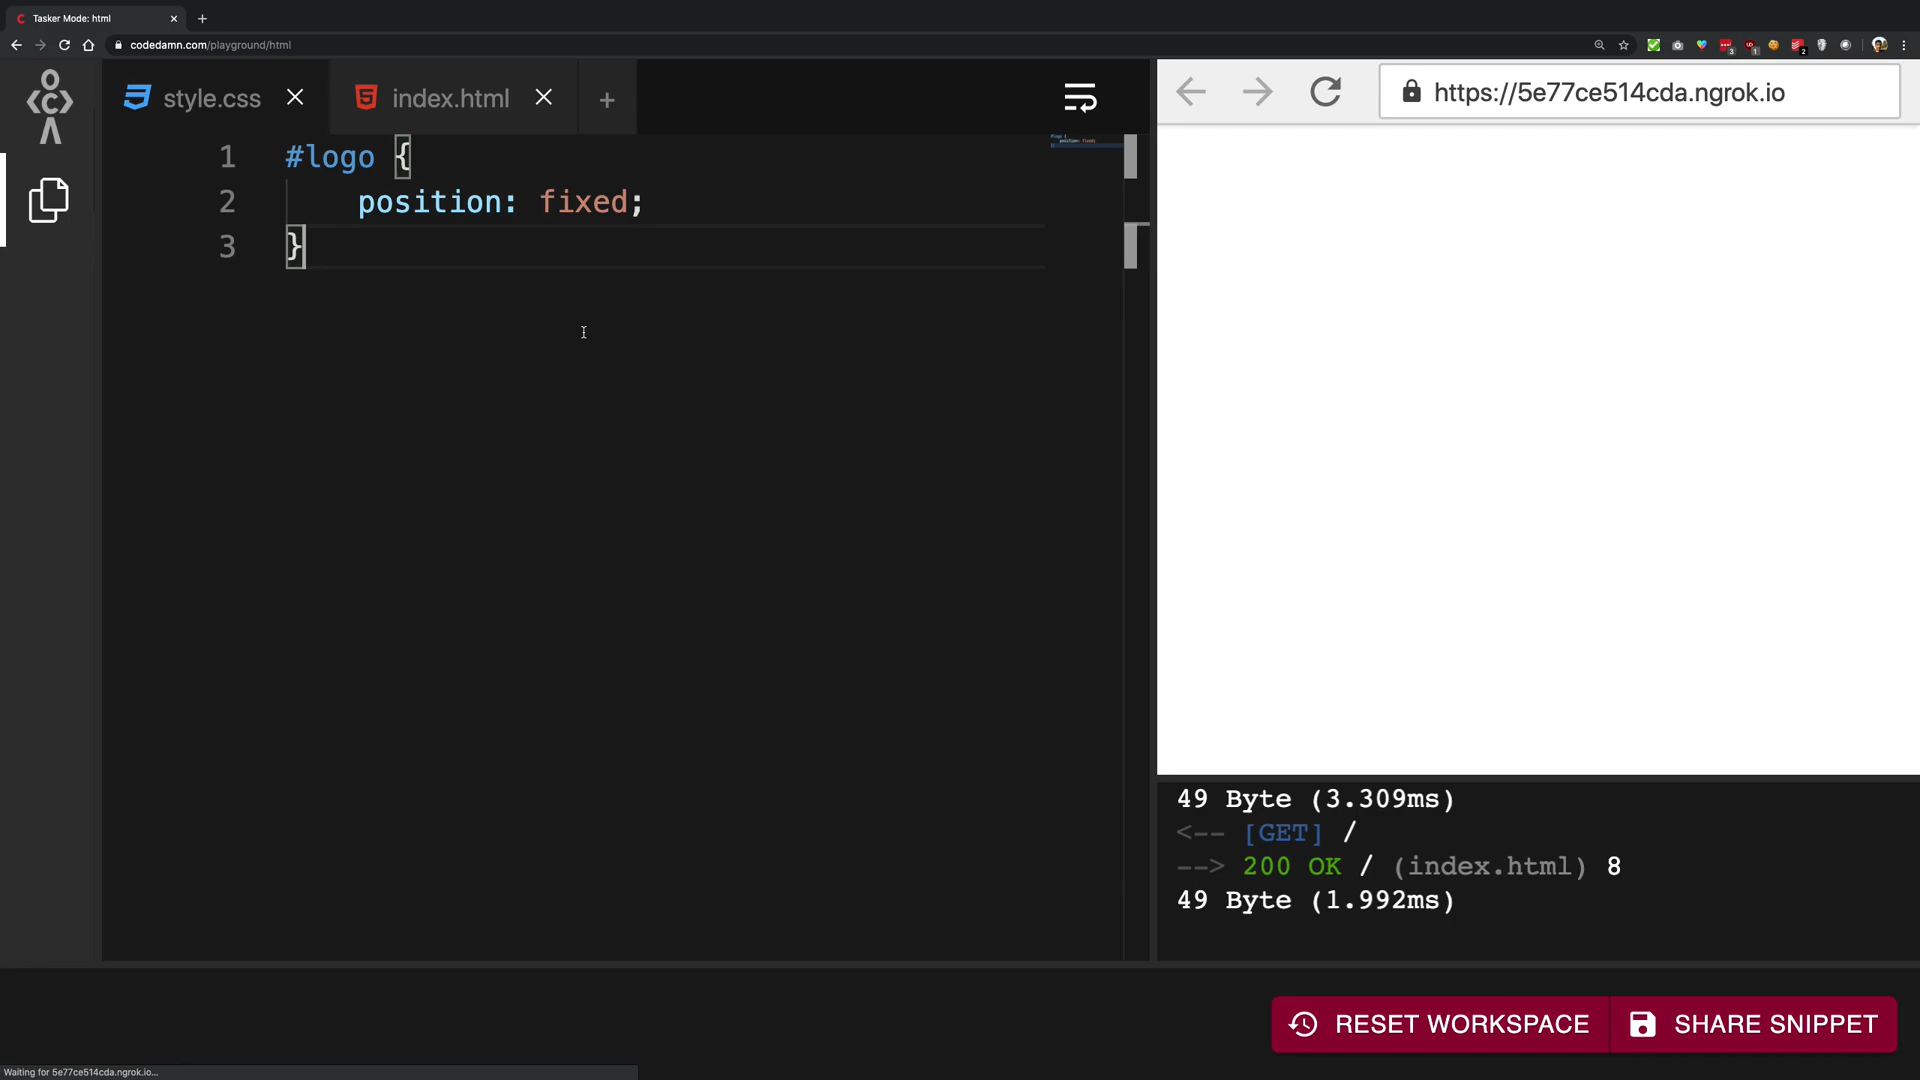 Tasker Mode: html
codedamn.com/playground/html
style.css
index.html
https://5e77ce514cda.ngrok.io
1 #logo {
2 position: fixed;
3 }
49 Byte (3.309ms)
<-- [GET] /
--> 200 OK / (index.html) 8
49 Byte (1.992ms)
RESET WORKSPACE
SHARE SNIPPET
Waiting for 5e77ce514cda.ngrok.io...